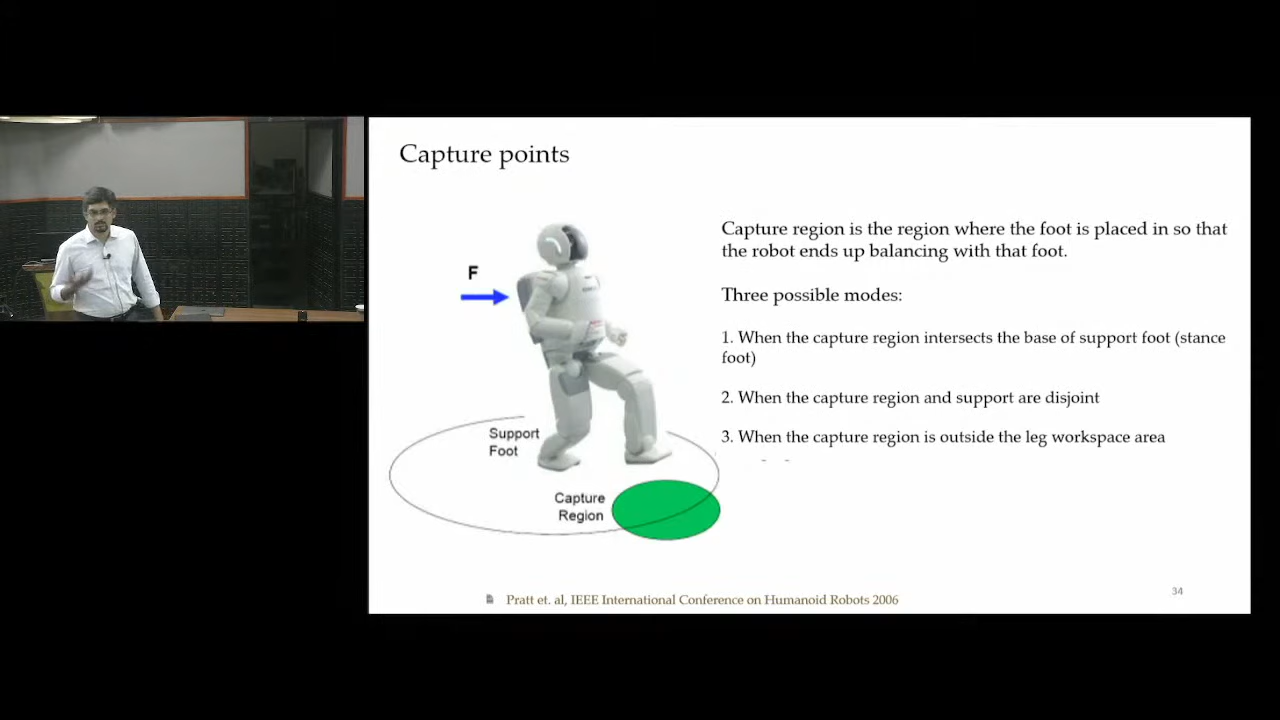 Capture points
Capture region is the region where the foot is placed in so that
the robot ends up balancing with that foot.
F
Three possible modes:
1. When the capture region intersects the base of support foot (stance
foot)
2. When the capture region and support are disjoint
3. When the capture region is outside the leg workspace area
Support
Foot
Capture
Region
Pratt et. al, IEEE International Conference on Humanoid Robots 2006
34